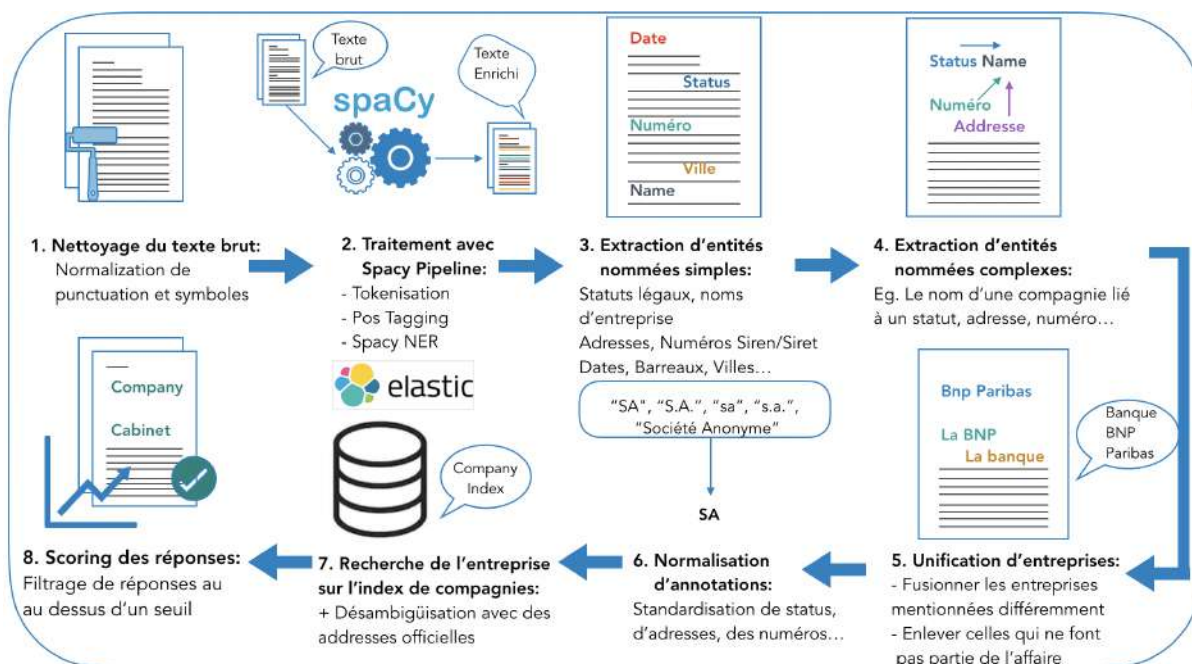 Texte
brut
spaCy
Texte
Enrichi
Date
Status
Numéro
Ville
Name
Status Name
Numéro
Addresse
1. Nettoyage du texte brut:
Normalization de
punctuation et symboles
2. Traitement avec
Spacy Pipeline:
- Tokenisation
- Pos Tagging
- Spacy NER
3. Extraction d'entités
nommées simples:
Statuts légaux, noms
d'entreprise
Adresses, Numéros Siren/Siret
Dates, Barreaux, Villes...
4. Extraction d'entités
nommées complexes:
Eg. Le nom d'une compagnie lié
à un statut, adresse, numéro...
Bnp Paribas
La BNP
La banque
Banque
BNP
Paribas
5. Unification d'entreprises:
- Fusionner les entreprises
mentionnées différemment
- Enlever celles qui ne font
pas partie de l'affaire
"SA", "S.A.", "sa", "s.a.",
"Société Anonyme"
SA
6. Normalisation
d'annotations:
Standardisation de status,
d'adresses, des numéros...
elastic
Company
Index
7. Recherche de l'entreprise
sur l'index de compagnies:
+ Désambigüisation avec des
addresses officielles
Company
Cabinet
8. Scoring des réponses:
Filtrage de réponses au
au dessus d'un seuil